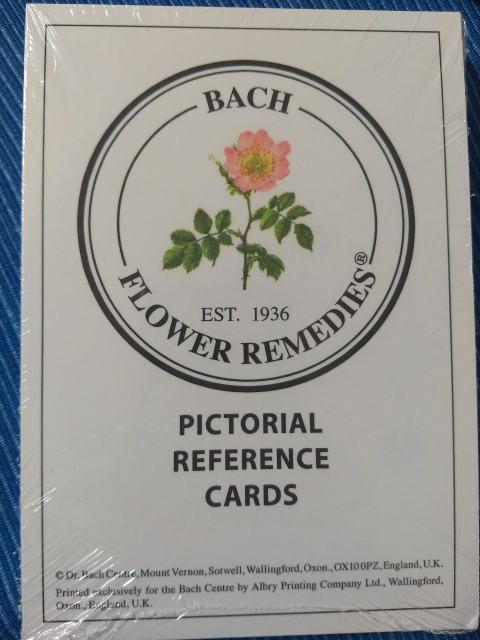 BACH
EST. 1936
FLOWER REMEDIES®
PICTORIAL
REFERENCE
CARDS
© Dr. Bach Centre, Mount Vernon, Sotwell, Wallingford, Oxon., OX10 0PZ, England, U.K.
Printed exclusively for the Bach Centre by Albry Printing Company Ltd., Wallingford,
Oxon., England, U.K.